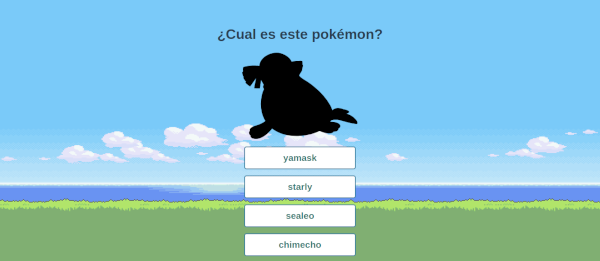 ¿Cual es este pokémon?
yamask
starly
sealeo
chimecho